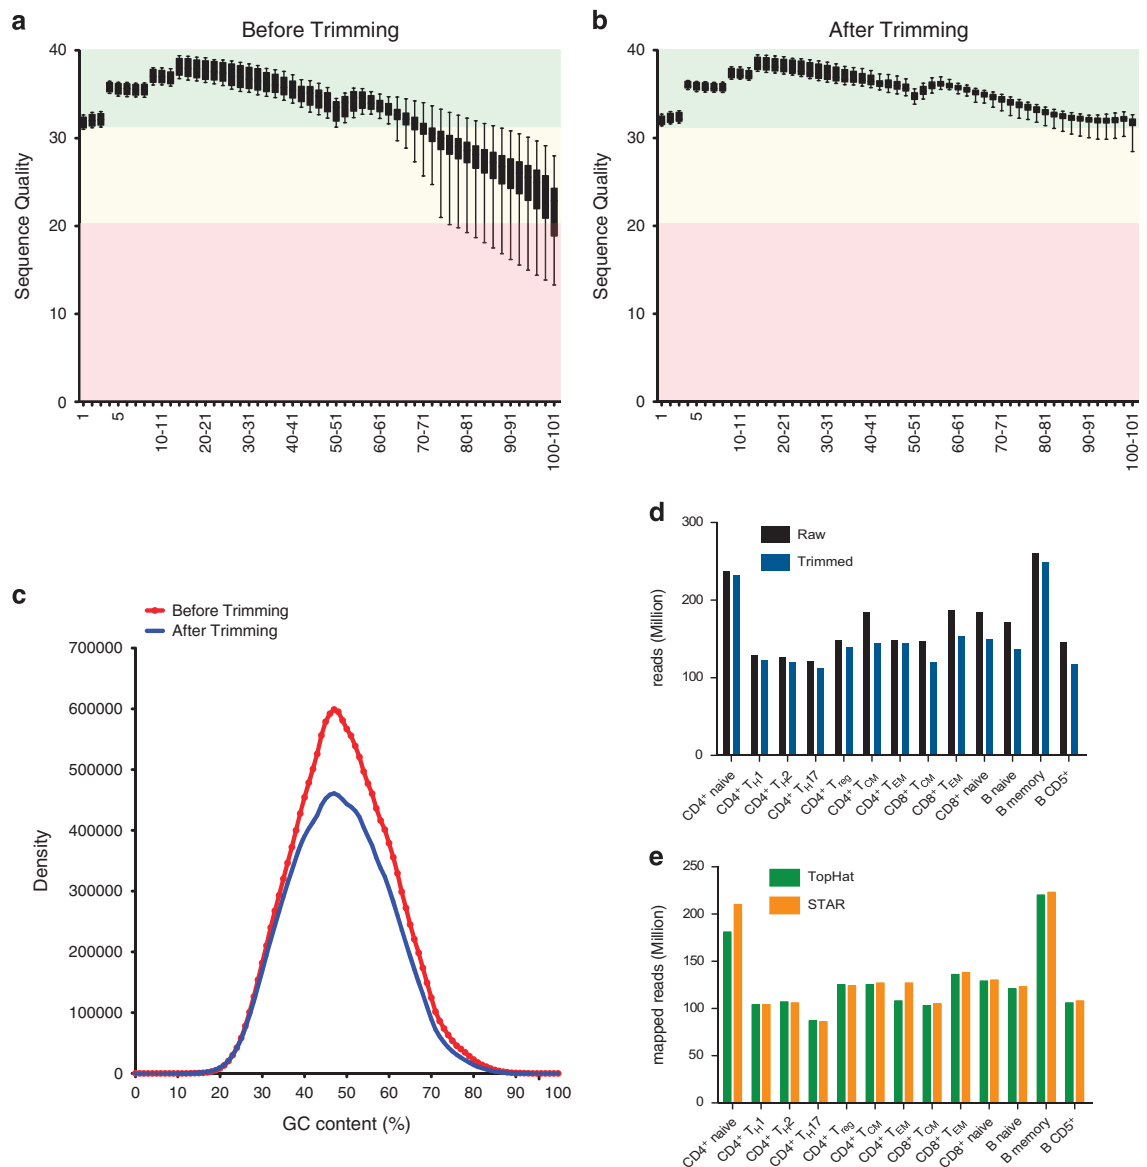 a
Before Trimming
40
30
20
10
0
Sequence Quality
1
5
10-11
20-21
30-31
40-41
50-51
60-61
70-71
80-81
90-91
100-101
b
After Trimming
40
30
20
10
0
Sequence Quality
1
5
10-11
20-21
30-31
40-41
50-51
60-61
70-71
80-81
90-91
100-101
c
Before Trimming
After Trimming
700000
600000
500000
400000
300000
200000
100000
0
Density
0 10 20 30 40 50 60 70 80 90 100
GC content (%)
d
Raw
Trimmed
300
200
100
0
reads (Million)
CD4⁺ naive
CD4⁺ TH1
CD4⁺ TH2
CD4⁺ TH17
CD4⁺ Treg
CD4⁺ TCM
CD4⁺ TEM
CD8⁺ TCM
CD8⁺ TEM
CD8⁺ naive
B naive
B memory
B CD5⁺
e
TopHat
STAR
250
200
150
100
50
0
mapped reads (Million)
CD4⁺ naive
CD4⁺ TH1
CD4⁺ TH2
CD4⁺ TH17
CD4⁺ Treg
CD4⁺ TCM
CD4⁺ TEM
CD8⁺ TCM
CD8⁺ TEM
CD8⁺ naive
B naive
B memory
B CD5⁺